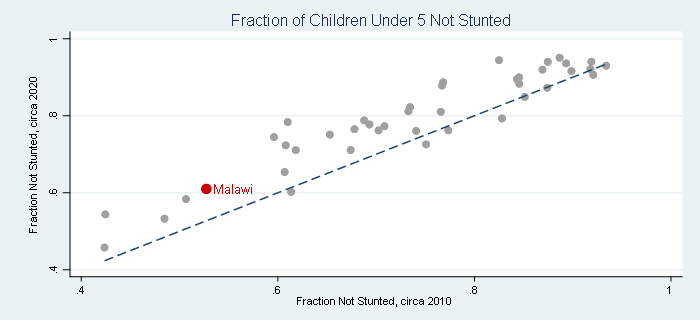 Fraction of Children Under 5 Not Stunted
Fraction Not Stunted, circa 2020
1
.8
.6
.4
Malawi
.4 .6 .8 1
Fraction Not Stunted, circa 2010